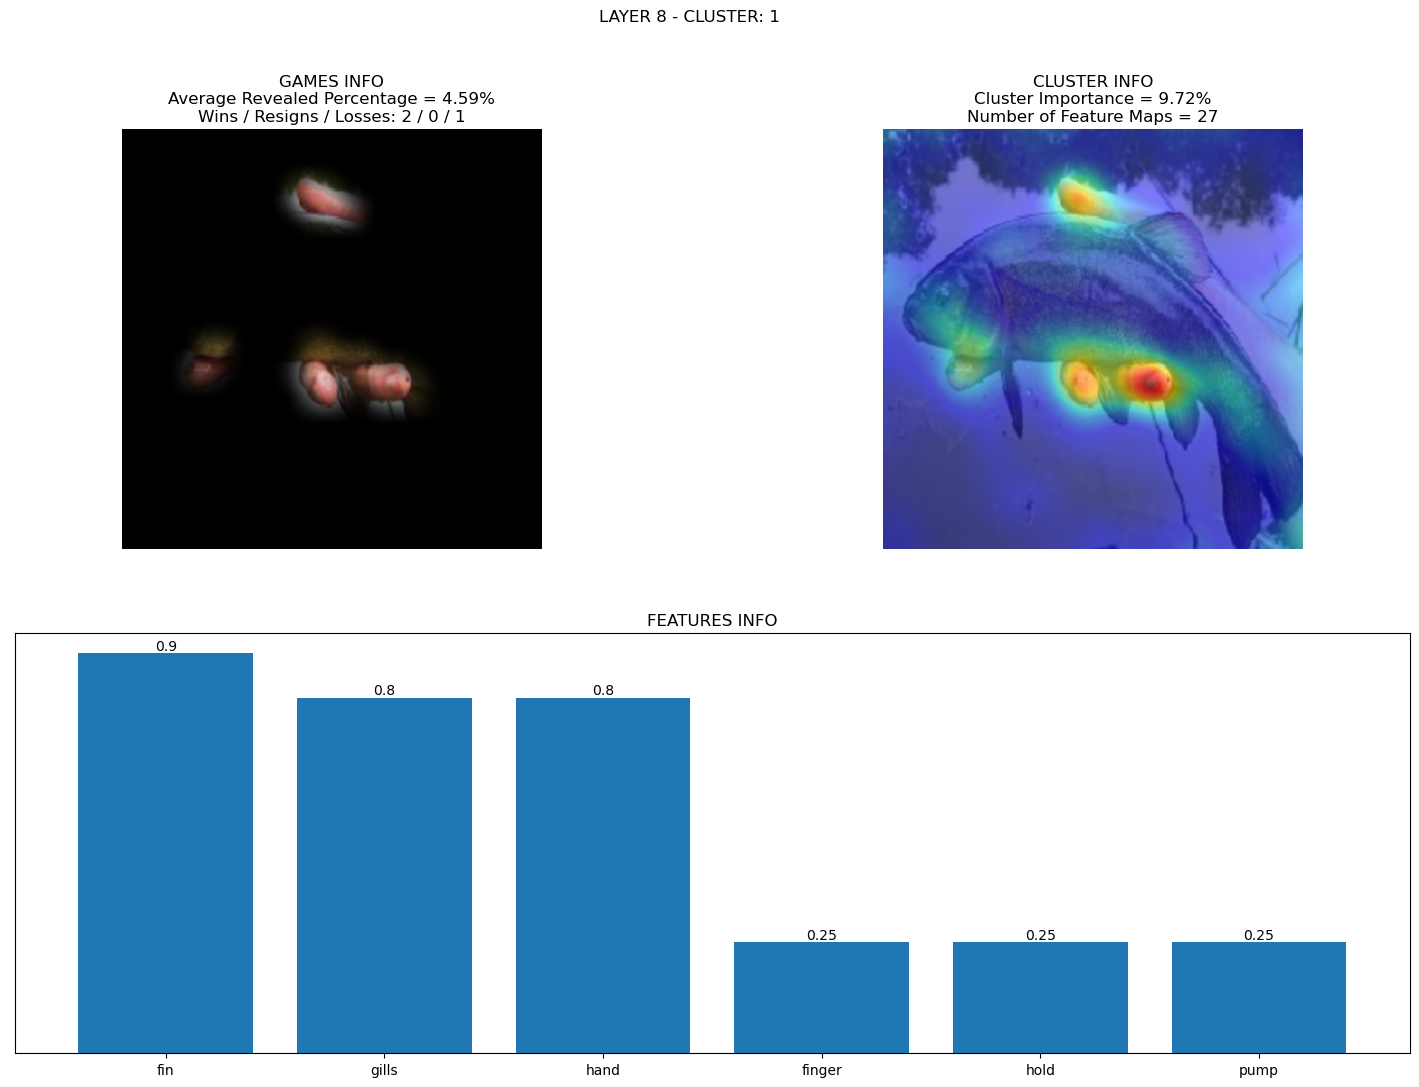 LAYER 8 - CLUSTER: 1
GAMES INFO
Average Revealed Percentage = 4.59%
Wins / Resigns / Losses: 2 / 0 / 1
CLUSTER INFO
Cluster Importance = 9.72%
Number of Feature Maps = 27
FEATURES INFO
0.9
0.8
0.8
0.25
0.25
0.25
fin
gills
hand
finger
hold
pump